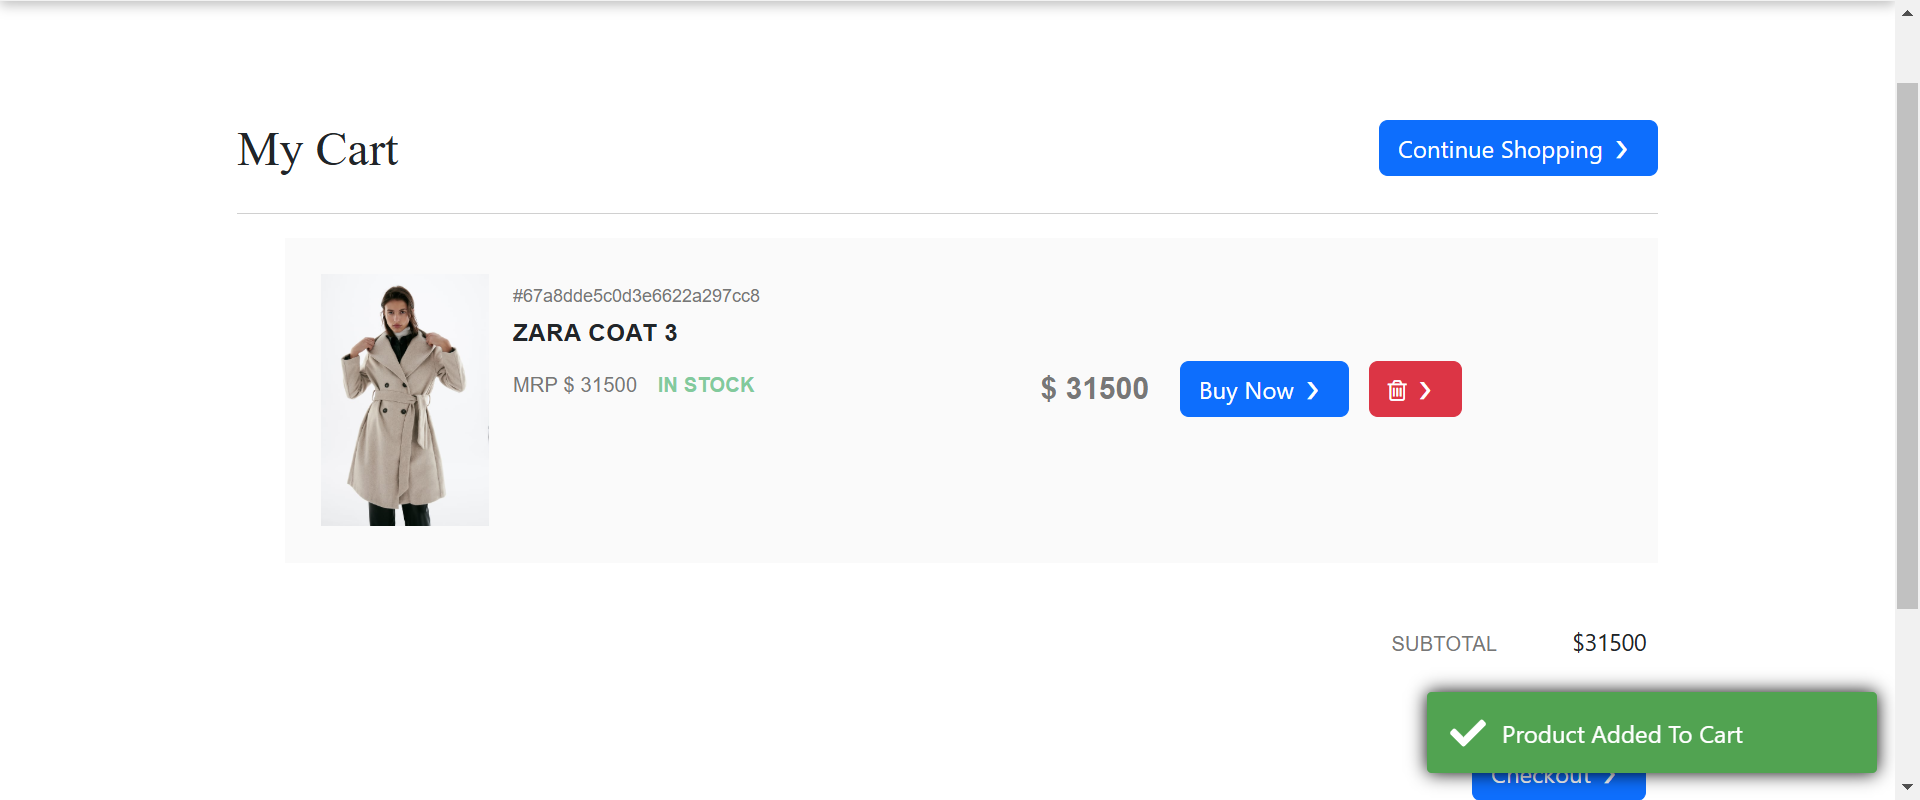 My Cart
Continue Shopping ❯
#67a8dde5c0d3e6622a297cc8
ZARA COAT 3
MRP $ 31500 IN STOCK
$ 31500
Buy Now ❯
❯
SUBTOTAL $31500
Product Added To Cart
Checkout ❯